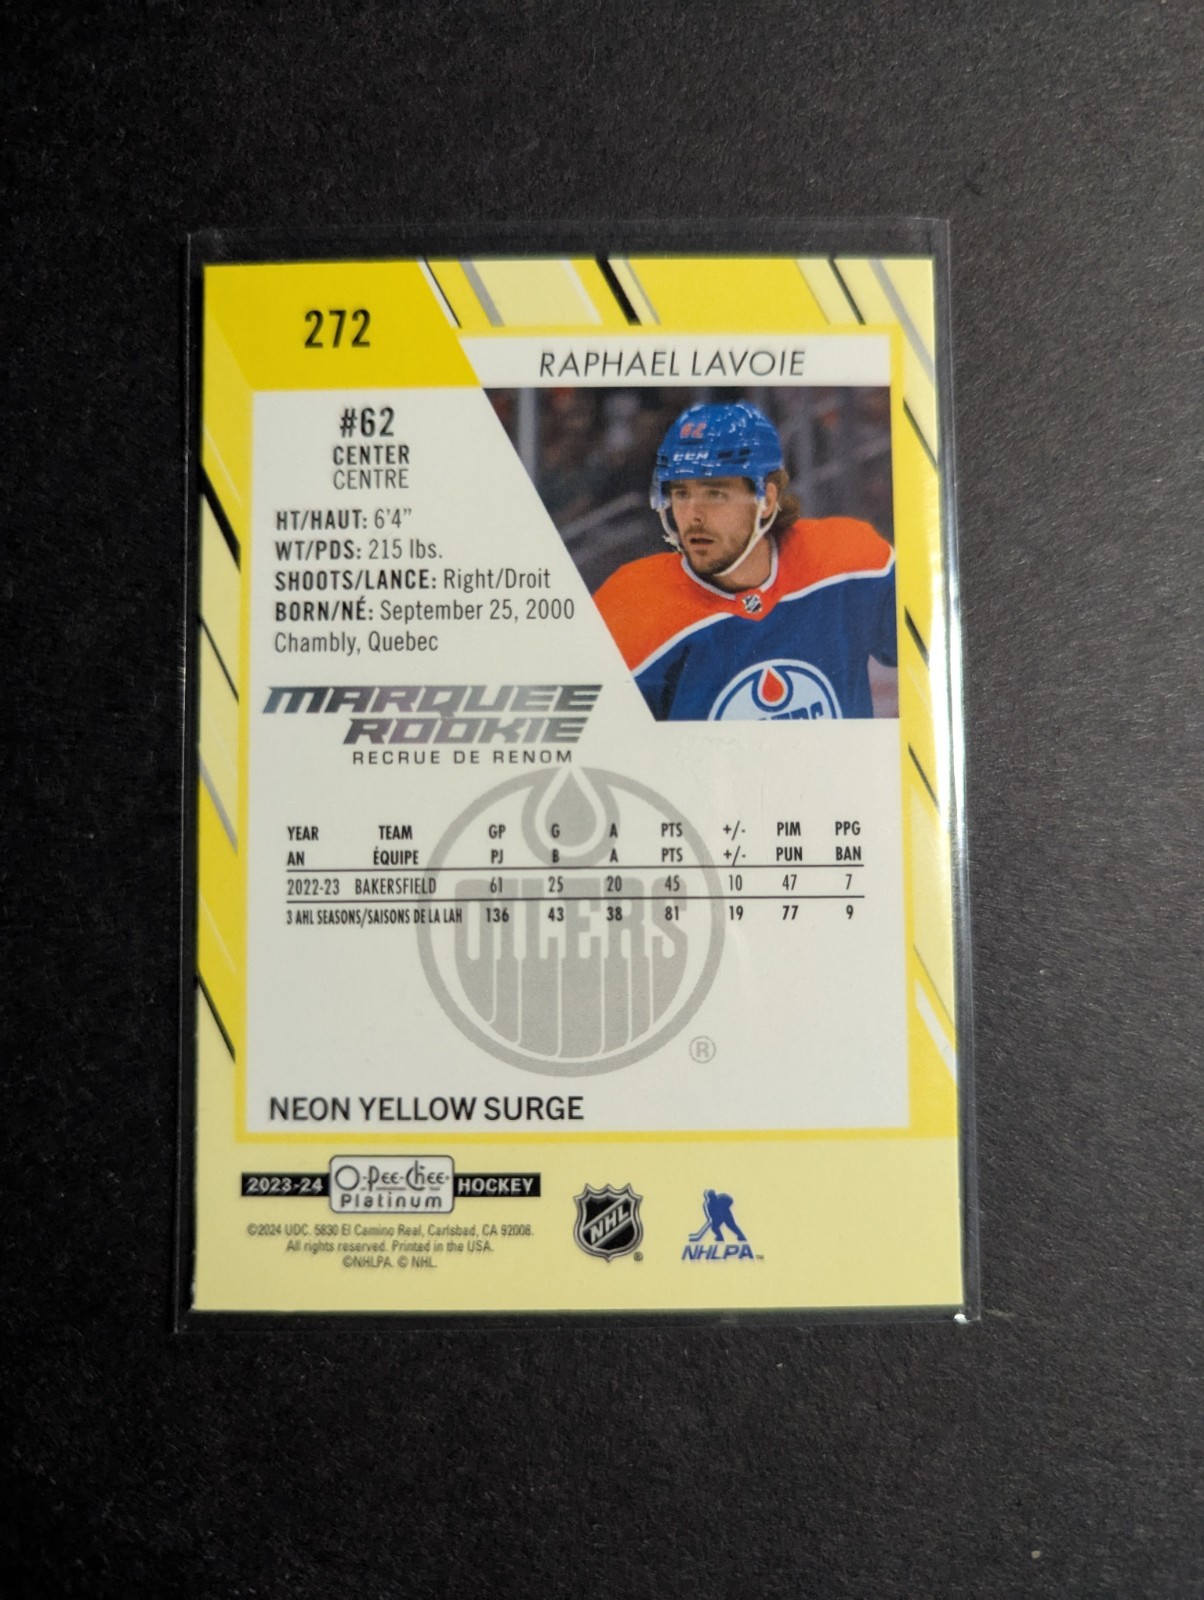 272
RAPHAEL LAVOIE
#62
CENTER
CENTRE
HT/HAUT: 6'4"
WT/PDS: 215 lbs.
SHOOTS/LANCE: Right/Droit
BORN/NÉ: September 25, 2000
Chambly, Quebec
62
CCM
MARQUEE
ROOKIE
RECRUE DE RENOM
YEAR TEAM GP G A PTS +/- PIM PPG
AN ÉQUIPE PJ B A PTS +/- PUN BAN
2022-23 BAKERSFIELD 61 25 20 45 10 47 7
3 AHL SEASONS/SAISONS DE LA LAH 136 43 38 81 19 77 9
OILERS
®
NEON YELLOW SURGE
2023-24 O-Pee-Chee Platinum HOCKEY
©2024 UDC. 5830 El Camino Real, Carlsbad, CA 92008.
All rights reserved. Printed in the USA.
©NHLPA. © NHL.
NHL ®
NHLPA™